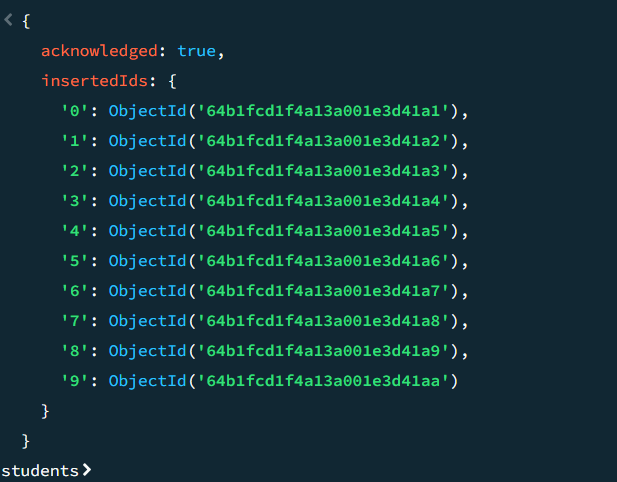 {
acknowledged: true,
insertedIds: {
'0': ObjectId('64b1fcd1f4a13a001e3d41a1'),
'1': ObjectId('64b1fcd1f4a13a001e3d41a2'),
'2': ObjectId('64b1fcd1f4a13a001e3d41a3'),
'3': ObjectId('64b1fcd1f4a13a001e3d41a4'),
'4': ObjectId('64b1fcd1f4a13a001e3d41a5'),
'5': ObjectId('64b1fcd1f4a13a001e3d41a6'),
'6': ObjectId('64b1fcd1f4a13a001e3d41a7'),
'7': ObjectId('64b1fcd1f4a13a001e3d41a8'),
'8': ObjectId('64b1fcd1f4a13a001e3d41a9'),
'9': ObjectId('64b1fcd1f4a13a001e3d41aa')
}
}
students>